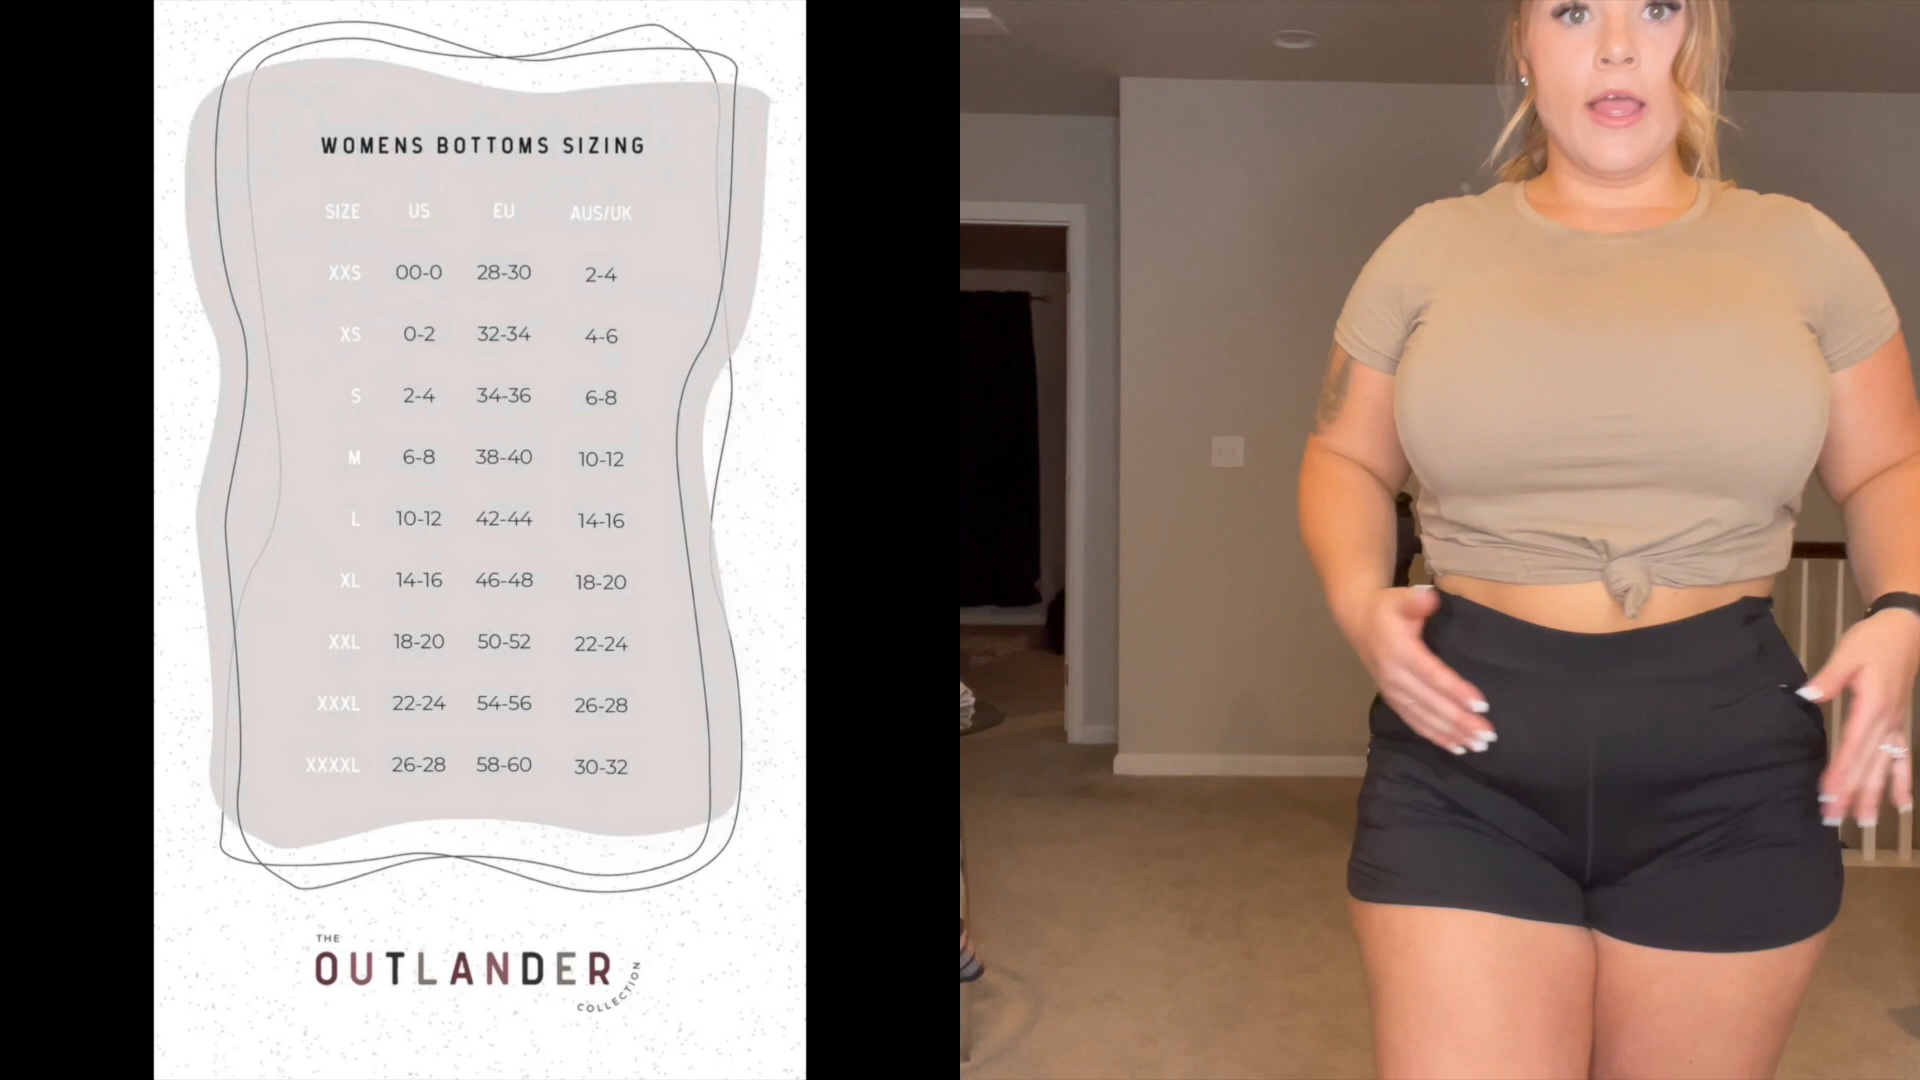 WOMENS BOTTOMS SIZING
SIZE US EU AUS/UK
XXS 00-0 28-30 2-4
XS 0-2 32-34 4-6
S 2-4 34-36 6-8
M 6-8 38-40 10-12
L 10-12 42-44 14-16
XL 14-16 46-48 18-20
XXL 18-20 50-52 22-24
XXXL 22-24 54-56 26-28
XXXXL 26-28 58-60 30-32
THE
OUTLANDER
COLLECTION